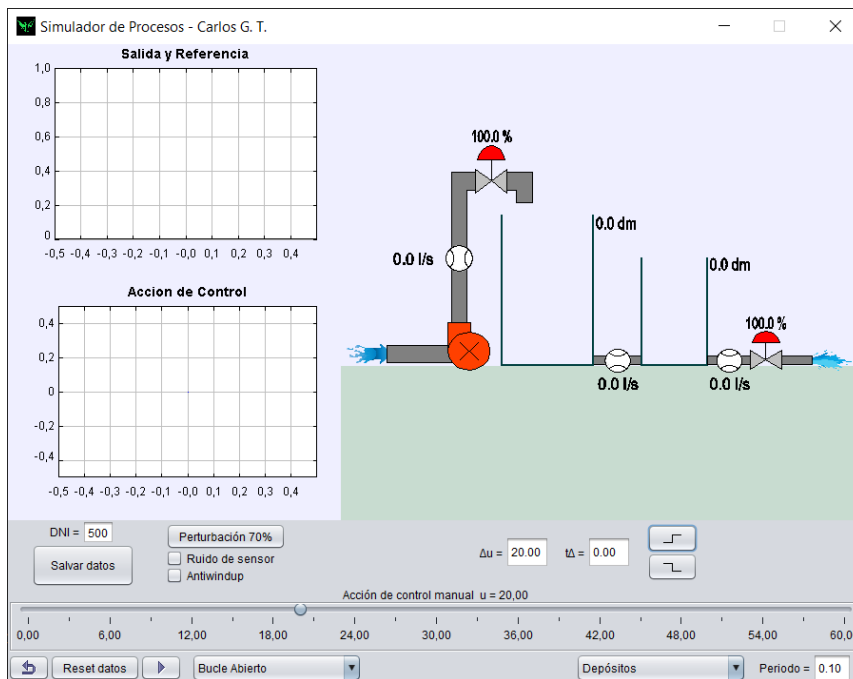 Simulador de Procesos - Carlos G. T.
Salida y Referencia
1,0
0,8
0,6
0,4
0,2
0
-0,5 -0,4 -0,3 -0,2 -0,1 -0,0 0,1 0,2 0,3 0,4
Accion de Control
0,4
0,2
0
-0,2
-0,4
-0,5 -0,4 -0,3 -0,2 -0,1 -0,0 0,1 0,2 0,3 0,4
100.0 %
0.0 l/s
0.0 dm
0.0 dm
100.0 %
0.0 l/s
0.0 l/s
DNI = 500
Salvar datos
Perturbación 70%
Ruido de sensor
Antiwindup
Δu = 20.00
tΔ = 0.00
Acción de control manual u = 20,00
0,00 6,00 12,00 18,00 24,00 30,00 36,00 42,00 48,00 54,00 60,0
Reset datos
Bucle Abierto
Depósitos
Periodo = 0.10